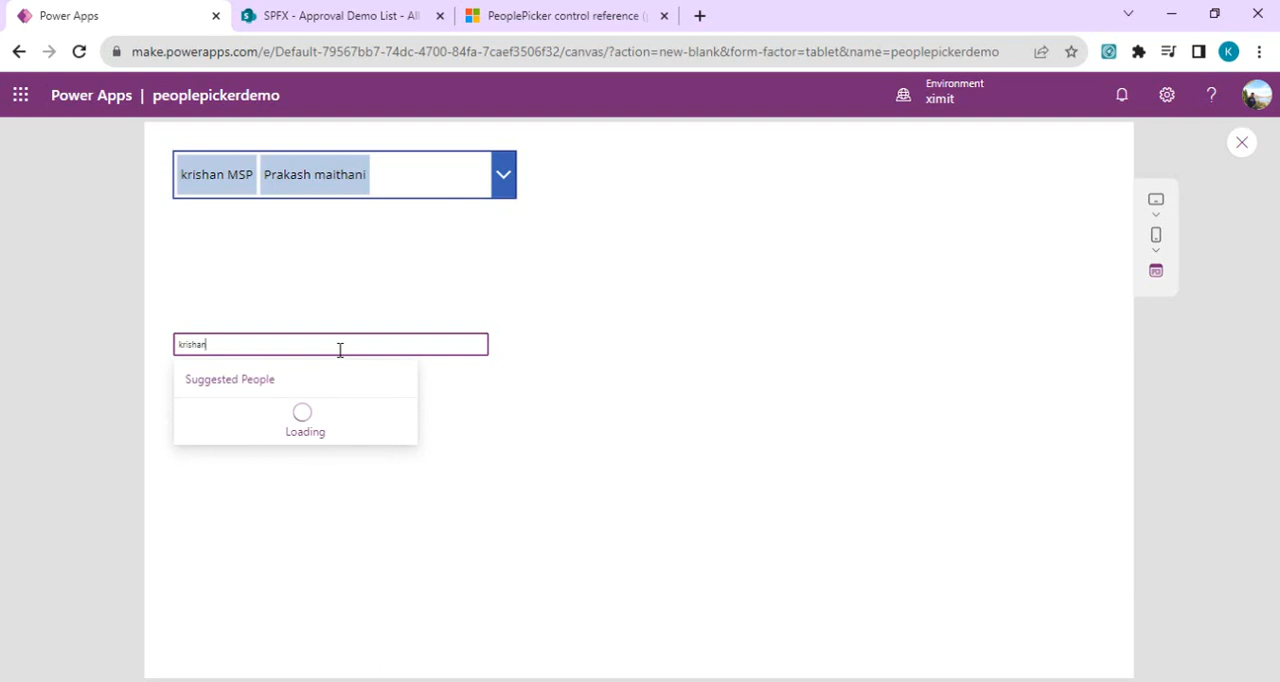 Power Apps
SPFX - Approval Demo List - All
PeoplePicker control reference (
make.powerapps.com/e/Default-79567bb7-74dc-4700-84fa-7caef3506f32/canvas/?action=new-blank&form-factor=tablet&name=peoplepickerdemo
K
Power Apps | peoplepickerdemo
Environment
ximit
krishan MSP Prakash maithani
krishan
Suggested People
Loading